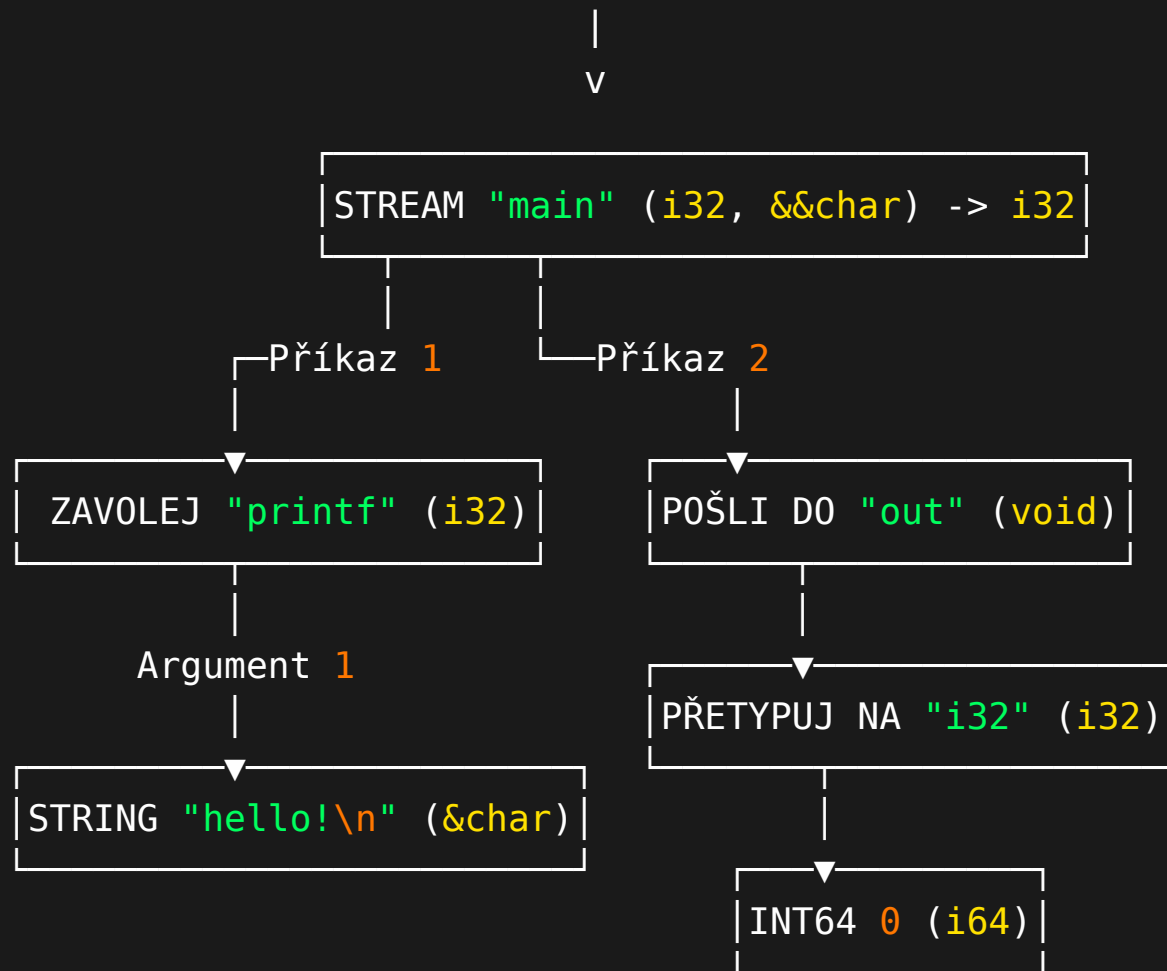 v
STREAM "main" (i32, &&char) -> i32
Příkaz 1 Příkaz 2
ZAVOLEJ "printf" (i32) POŠLI DO "out" (void)
Argument 1
PŘETYPUJ NA "i32" (i32)
STRING "hello!\n" (&char)
INT64 0 (i64)